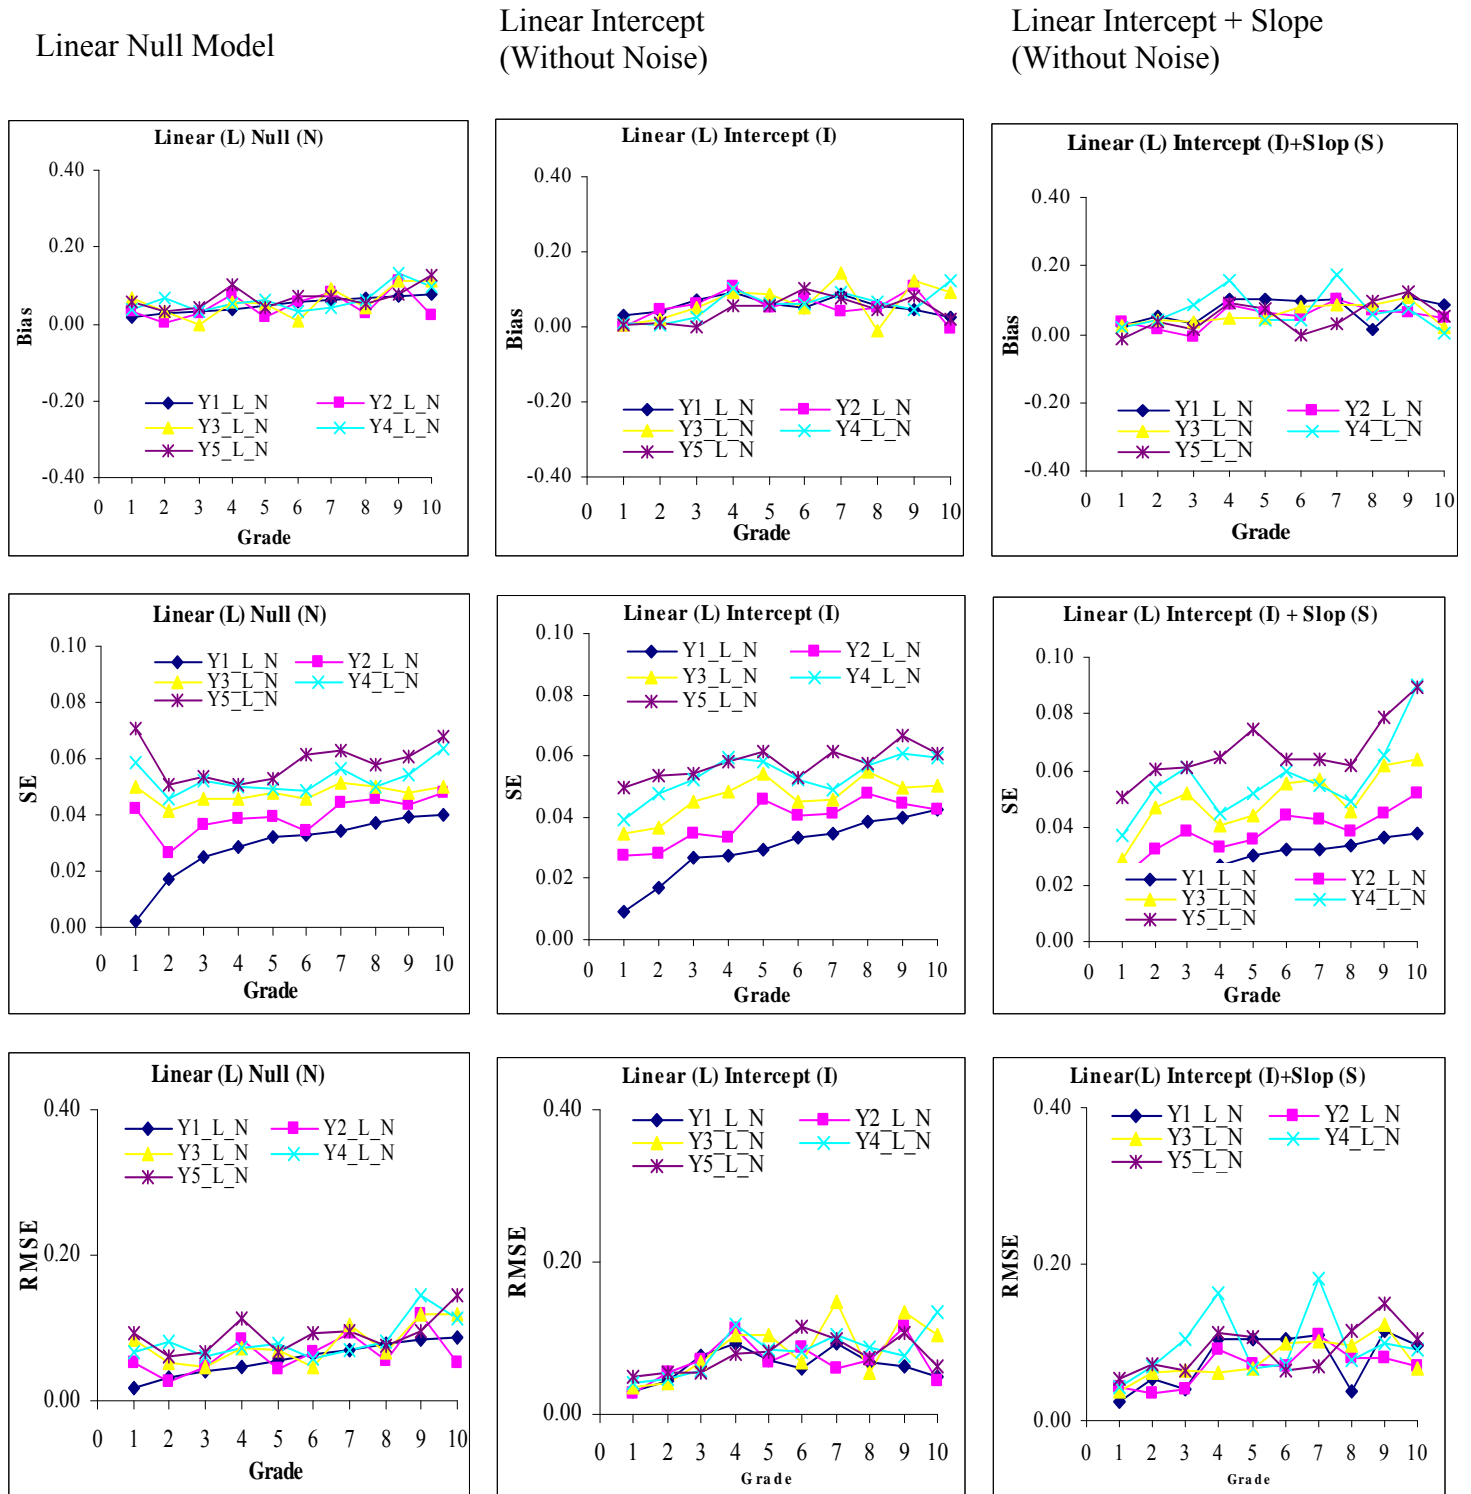 Linear Null Model
Linear Intercept
(Without Noise)
Linear Intercept + Slope
(Without Noise)
Linear (L) Null (N)
0.40
0.20
0.00
-0.20
-0.40
Bias
Y1_L_N Y2_L_N
Y3_L_N Y4_L_N
Y5_L_N
0 1 2 3 4 5 6 7 8 9 10
Grade
Linear (L) Intercept (I)
0.40
0.20
0.00
-0.20
-0.40
Bias
Y1_L_N Y2_L_N
Y3_L_N Y4_L_N
Y5_L_N
0 1 2 3 4 5 6 7 8 9 10
Grade
Linear (L) Intercept (I)+Slop (S)
0.40
0.20
0.00
-0.20
-0.40
Bias
Y1_L_N Y2_L_N
Y3_L_N Y4_L_N
Y5_L_N
0 1 2 3 4 5 6 7 8 9 10
Grade
Linear (L) Null (N)
0.10
0.08
0.06
0.04
0.02
0.00
SE
Y1_L_N Y2_L_N
Y3_L_N Y4_L_N
Y5_L_N
0 1 2 3 4 5 6 7 8 9 10
Grade
Linear (L) Intercept (I)
0.10
0.08
0.06
0.04
0.02
0.00
SE
Y1_L_N Y2_L_N
Y3_L_N Y4_L_N
Y5_L_N
0 1 2 3 4 5 6 7 8 9 10
Grade
Linear (L) Intercept (I) + Slop (S)
0.10
0.08
0.06
0.04
0.02
0.00
SE
Y1_L_N Y2_L_N
Y3_L_N Y4_L_N
Y5_L_N
0 1 2 3 4 5 6 7 8 9 10
Grade
Linear (L) Null (N)
0.40
0.20
0.00
RMSE
Y1_L_N Y2_L_N
Y3_L_N Y4_L_N
Y5_L_N
0 1 2 3 4 5 6 7 8 9 10
Grade
Linear (L) Intercept (I)
0.40
0.20
0.00
RMSE
Y1_L_N Y2_L_N
Y3_L_N Y4_L_N
Y5_L_N
0 1 2 3 4 5 6 7 8 9 10
Grade
Linear(L) Intercept (I)+Slop (S)
0.40
0.20
0.00
RMSE
Y1_L_N Y2_L_N
Y3_L_N Y4_L_N
Y5_L_N
0 1 2 3 4 5 6 7 8 9 10
Grade